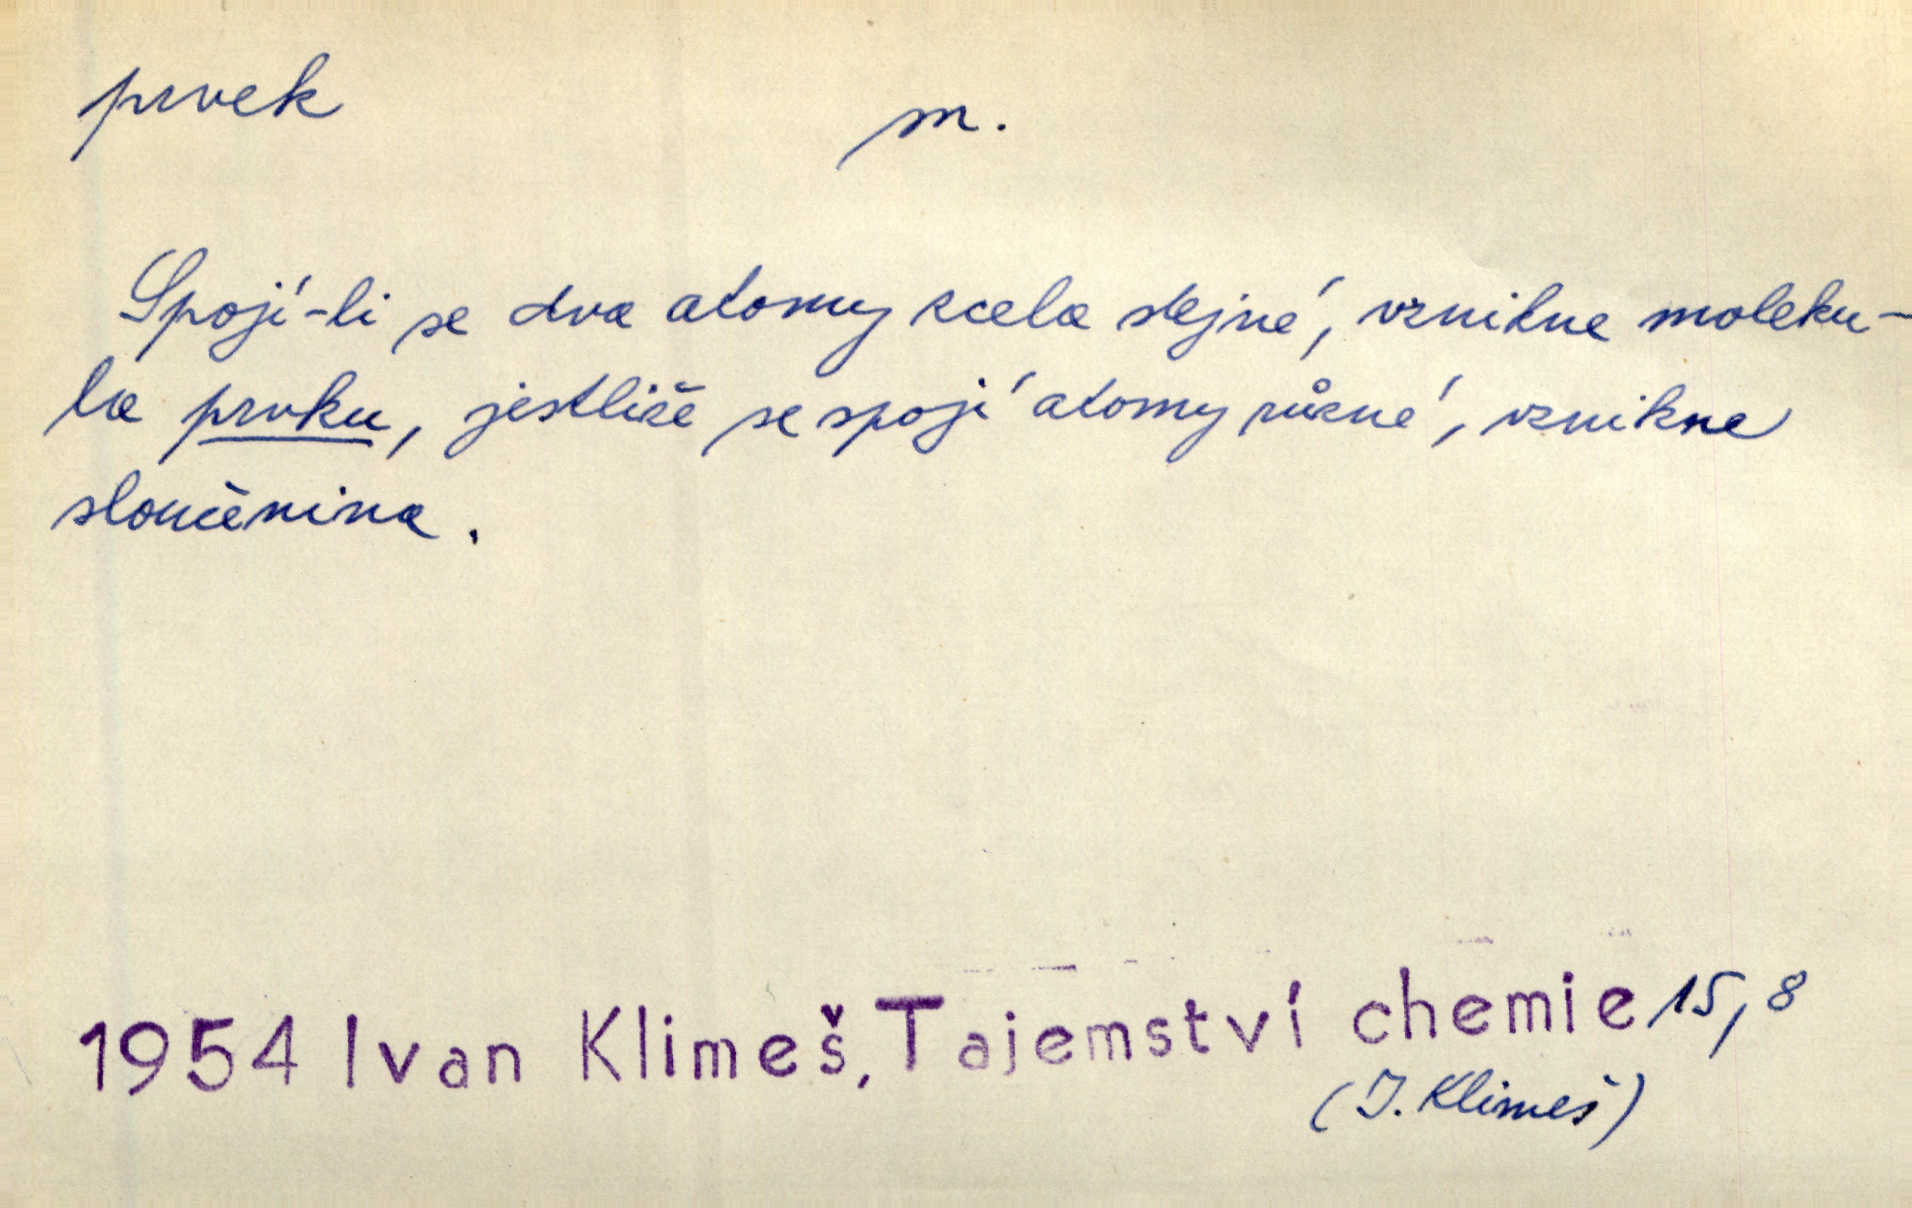 prvek m.
Spojí-li se dva atomy zcela stejné, vznikne moleku-
la prvku, jestliže se spojí atomy různé, vznikne
sloučenina.
1954 Ivan Klimeš, Tajemství chemie 15,8
(I. Klimeš)